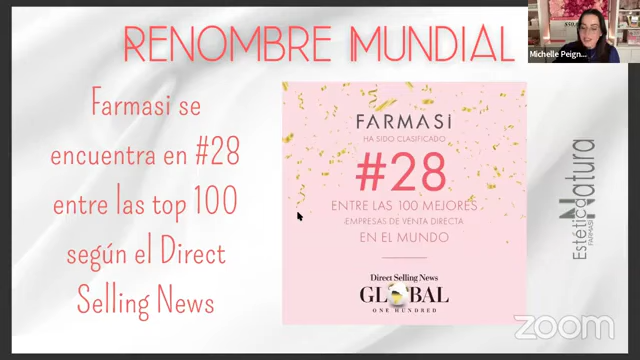 RENOMBRE MUNDIAL
Michelle Peign...
Farmasi se
encuentra en #28
entre las top 100
según el Direct
Selling News
FARMASi
HA SIDO CLASIFICADO
#28
ENTRE LAS 100 MEJORES
EMPRESAS DE VENTA DIRECTA
EN EL MUNDO
Direct Selling News
GLOBAL
ONE HUNDRED
Estética Natura
FARMASI
zoom